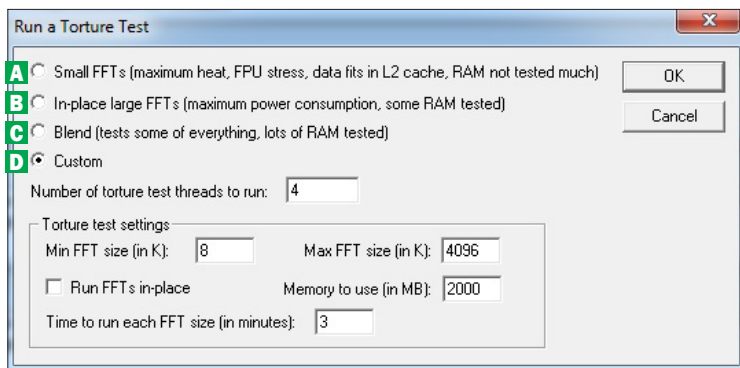 Run a Torture Test
A Small FFTs (maximum heat, FPU stress, data fits in L2 cache, RAM not tested much)
OK
B In-place large FFTs (maximum power consumption, some RAM tested)
Cancel
C Blend (tests some of everything, lots of RAM tested)
D Custom
Number of torture test threads to run: 4
Torture test settings
Min FFT size (in K): 8 Max FFT size (in K): 4096
Run FFTs in-place Memory to use (in MB): 2000
Time to run each FFT size (in minutes): 3